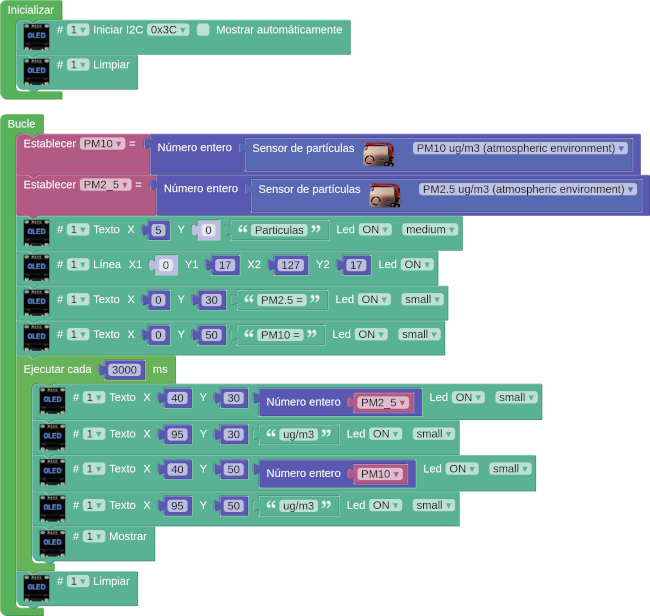 Inicializar
OLED # 1 Iniciar I2C 0x3C Mostrar automáticamente
OLED # 1 Limpiar
Bucle
Establecer PM10 = Número entero Sensor de partículas PM10 ug/m3 (atmospheric environment)
Establecer PM2_5 = Número entero Sensor de partículas PM2.5 ug/m3 (atmospheric environment)
OLED # 1 Texto X 5 Y 0 “ Particulas ” Led ON medium
OLED # 1 Línea X1 0 Y1 17 X2 127 Y2 17 Led ON
OLED # 1 Texto X 0 Y 30 “ PM2.5 = ” Led ON small
OLED # 1 Texto X 0 Y 50 “ PM10 = ” Led ON small
Ejecutar cada 3000 ms
OLED # 1 Texto X 40 Y 30 Número entero PM2_5 Led ON small
OLED # 1 Texto X 95 Y 30 “ ug/m3 ” Led ON small
OLED # 1 Texto X 40 Y 50 Número entero PM10 Led ON small
OLED # 1 Texto X 95 Y 50 “ ug/m3 ” Led ON small
OLED # 1 Mostrar
OLED # 1 Limpiar